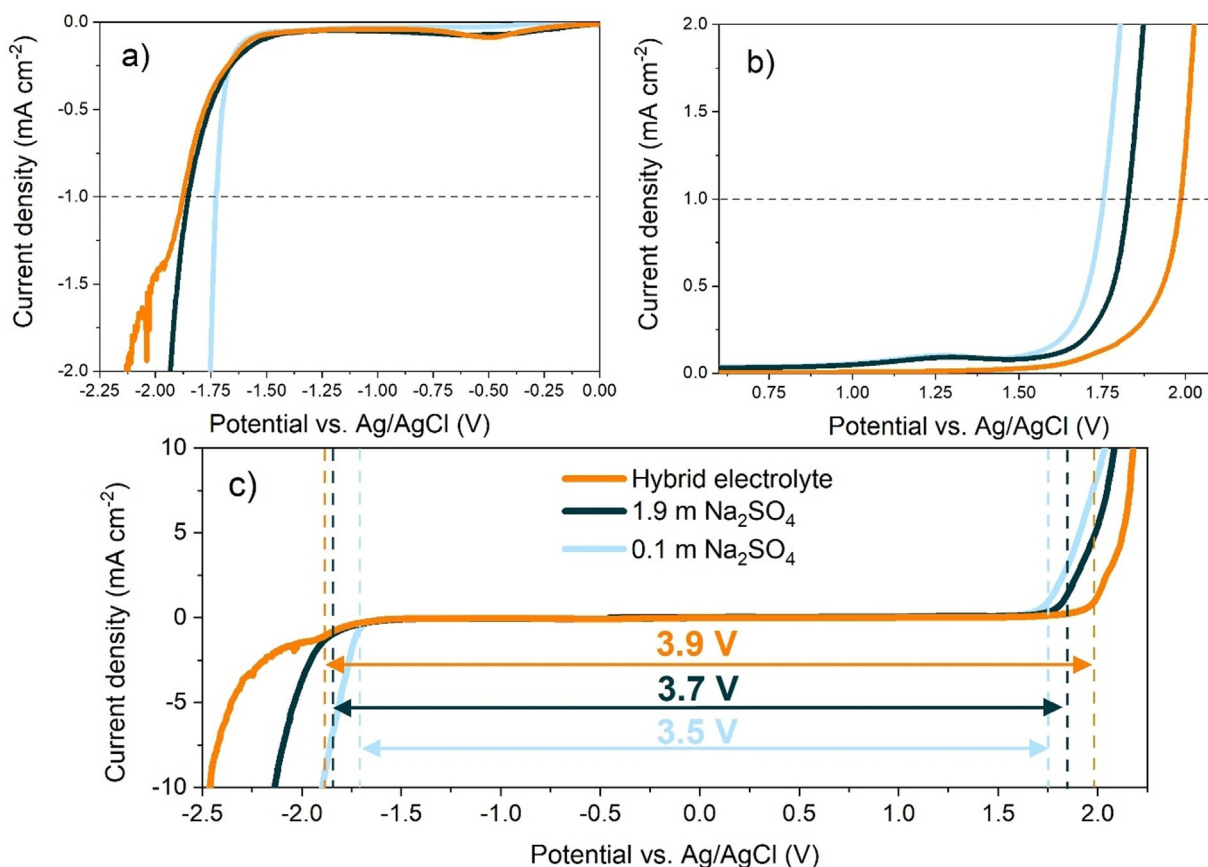 a)
0.0
-0.5
-1.0
-1.5
-2.0
Current density (mA cm⁻²)
-2.25 -2.00 -1.75 -1.50 -1.25 -1.00 -0.75 -0.50 -0.25 0.00
Potential vs. Ag/AgCl (V)
b)
2.0
1.5
1.0
0.5
0.0
Current density (mA cm⁻²)
0.75 1.00 1.25 1.50 1.75 2.00
Potential vs. Ag/AgCl (V)
c)
10
5
0
-5
-10
Current density (mA cm⁻²)
Hybrid electrolyte
1.9 m Na₂SO₄
0.1 m Na₂SO₄
3.9 V
3.7 V
3.5 V
-2.5 -2.0 -1.5 -1.0 -0.5 0.0 0.5 1.0 1.5 2.0
Potential vs. Ag/AgCl (V)